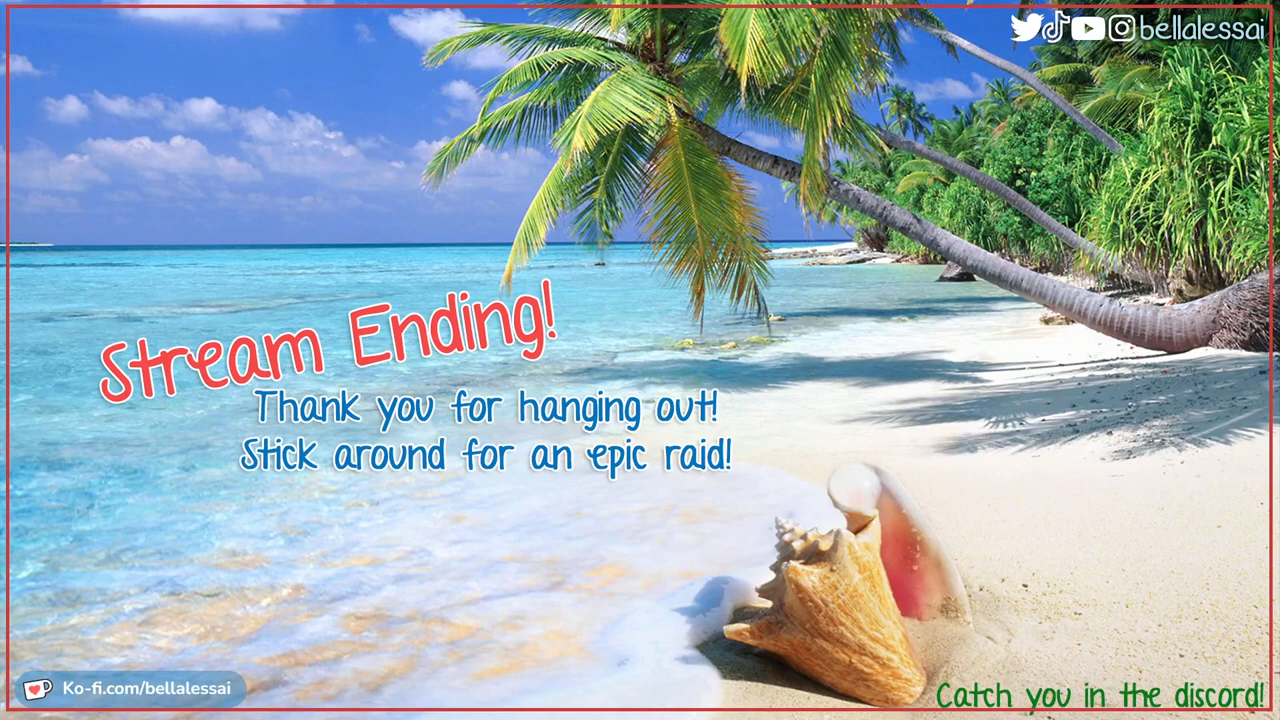 bellalessai
Stream Ending!
Thank you for hanging out!
Stick around for an epic raid!
Ko-fi.com/bellalessai
Catch you in the discord!